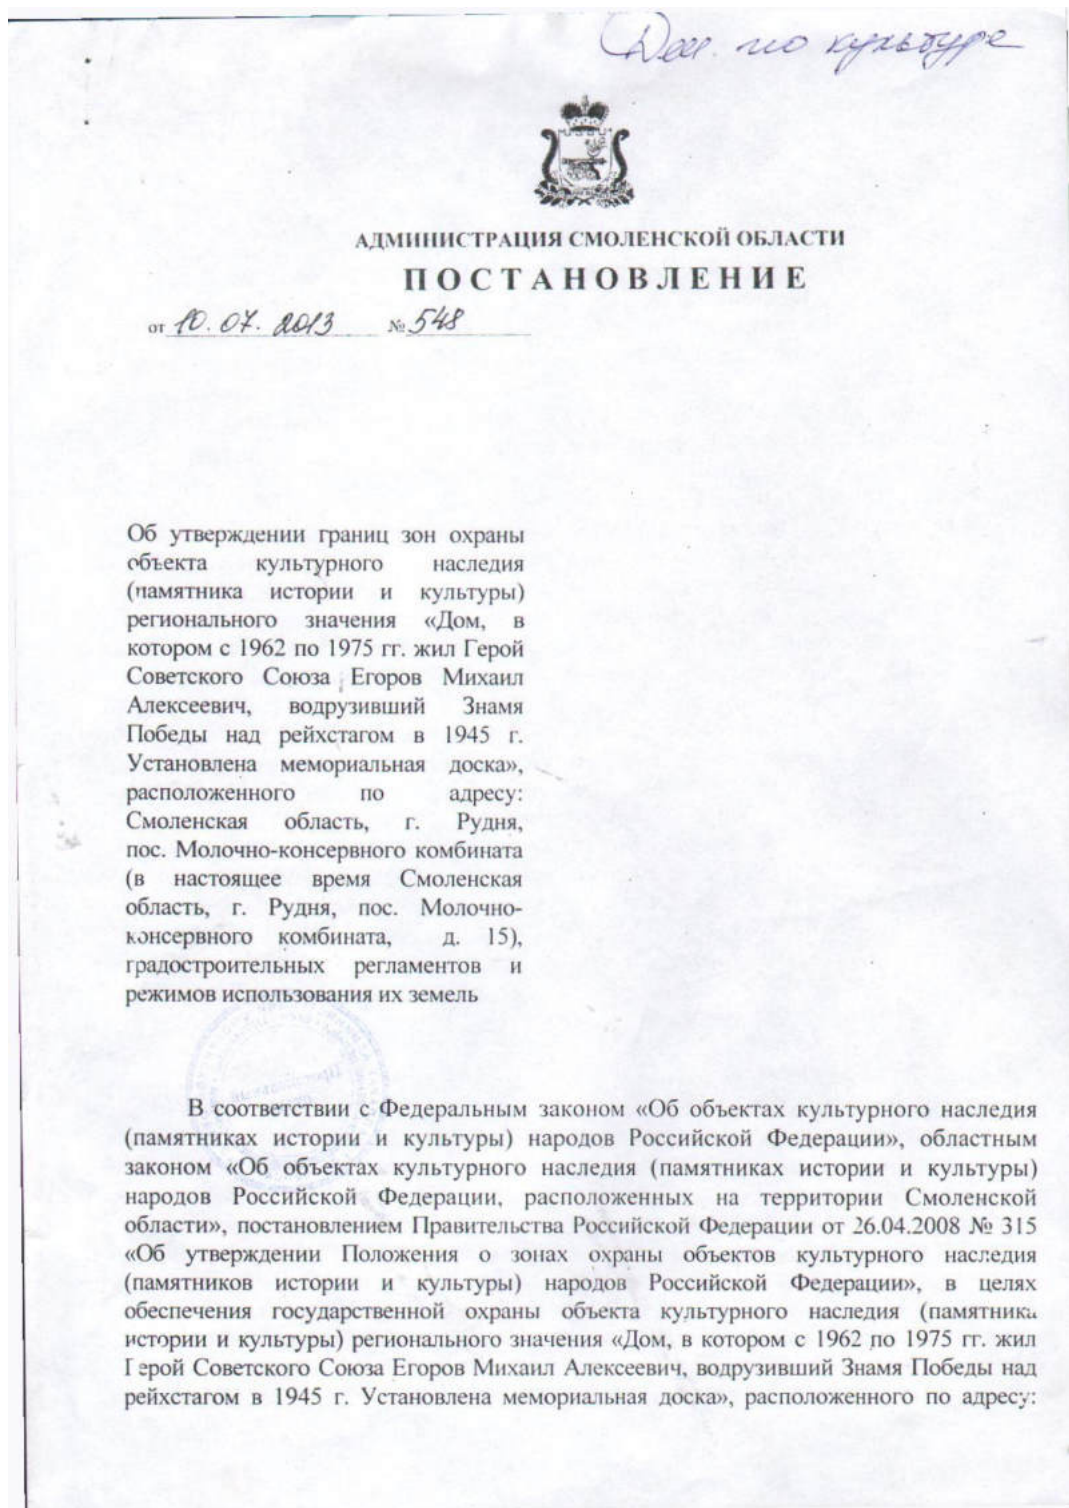 Деп. по культуре
АДМИНИСТРАЦИЯ СМОЛЕНСКОЙ ОБЛАСТИ
ПОСТАНОВЛЕНИЕ
от 10.07.2013 № 548
Об утверждении границ зон охраны
объекта культурного наследия
(памятника истории и культуры)
регионального значения «Дом, в
котором с 1962 по 1975 гг. жил Герой
Советского Союза Егоров Михаил
Алексеевич, водрузивший Знамя
Победы над рейхстагом в 1945 г.
Установлена мемориальная доска»,
расположенного по адресу:
Смоленская область, г. Рудня,
пос. Молочно-консервного комбината
(в настоящее время Смоленская
область, г. Рудня, пос. Молочно-
консервного комбината, д. 15),
градостроительных регламентов и
режимов использования их земель
В соответствии с Федеральным законом «Об объектах культурного наследия
(памятниках истории и культуры) народов Российской Федерации», областным
законом «Об объектах культурного наследия (памятниках истории и культуры)
народов Российской Федерации, расположенных на территории Смоленской
области», постановлением Правительства Российской Федерации от 26.04.2008 № 315
«Об утверждении Положения о зонах охраны объектов культурного наследия
(памятников истории и культуры) народов Российской Федерации», в целях
обеспечения государственной охраны объекта культурного наследия (памятника
истории и культуры) регионального значения «Дом, в котором с 1962 по 1975 гг. жил
Герой Советского Союза Егоров Михаил Алексеевич, водрузивший Знамя Победы над
рейхстагом в 1945 г. Установлена мемориальная доска», расположенного по адресу: